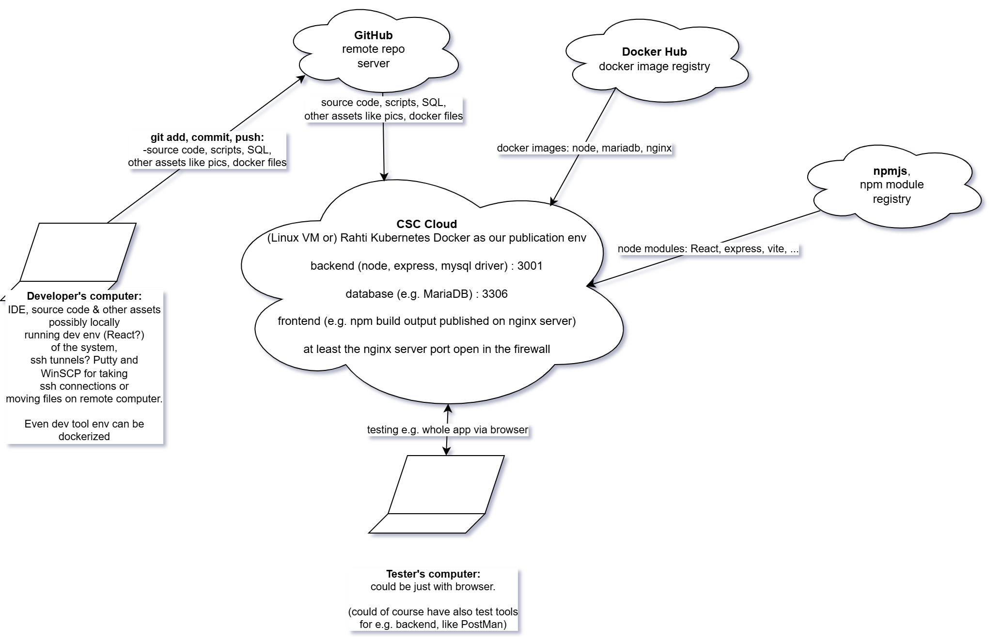 GitHub
remote repo
server
Docker Hub
docker image registry
source code, scripts, SQL,
other assets like pics, docker files
git add, commit, push:
-source code, scripts, SQL,
other assets like pics, docker files
docker images: node, mariadb, nginx
npmjs,
npm module
registry
node modules: React, express, vite, ...
CSC Cloud
(Linux VM or) Rahti Kubernetes Docker as our publication env
backend (node, express, mysql driver) : 3001
database (e.g. MariaDB) : 3306
frontend (e.g. npm build output published on nginx server)
at least the nginx server port open in the firewall
Developer's computer:
IDE, source code & other assets
possibly locally
running dev env (React?)
of the system,
ssh tunnels? Putty and
WinSCP for taking
ssh connections or
moving files on remote computer.
Even dev tool env can be
dockerized
testing e.g. whole app via browser
Tester's computer:
could be just with browser.
(could of course have also test tools
for e.g. backend, like PostMan)